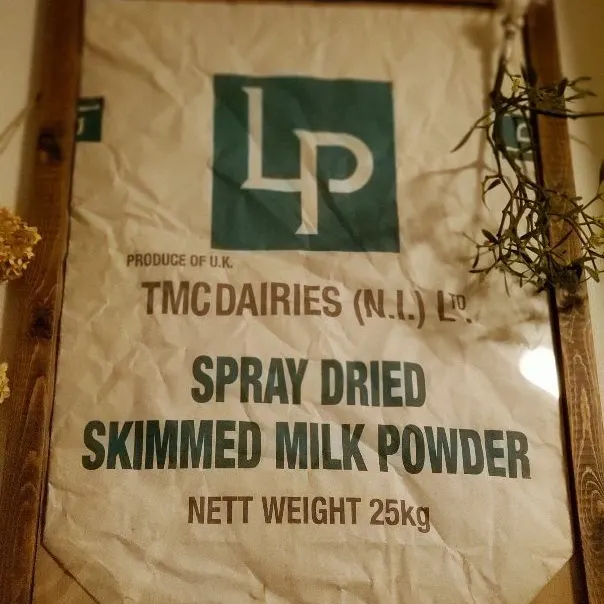 LP
PRODUCE OF U.K.
TMC DAIRIES (N.I.) LTD.
SPRAY DRIED
SKIMMED MILK POWDER
NETT WEIGHT 25kg